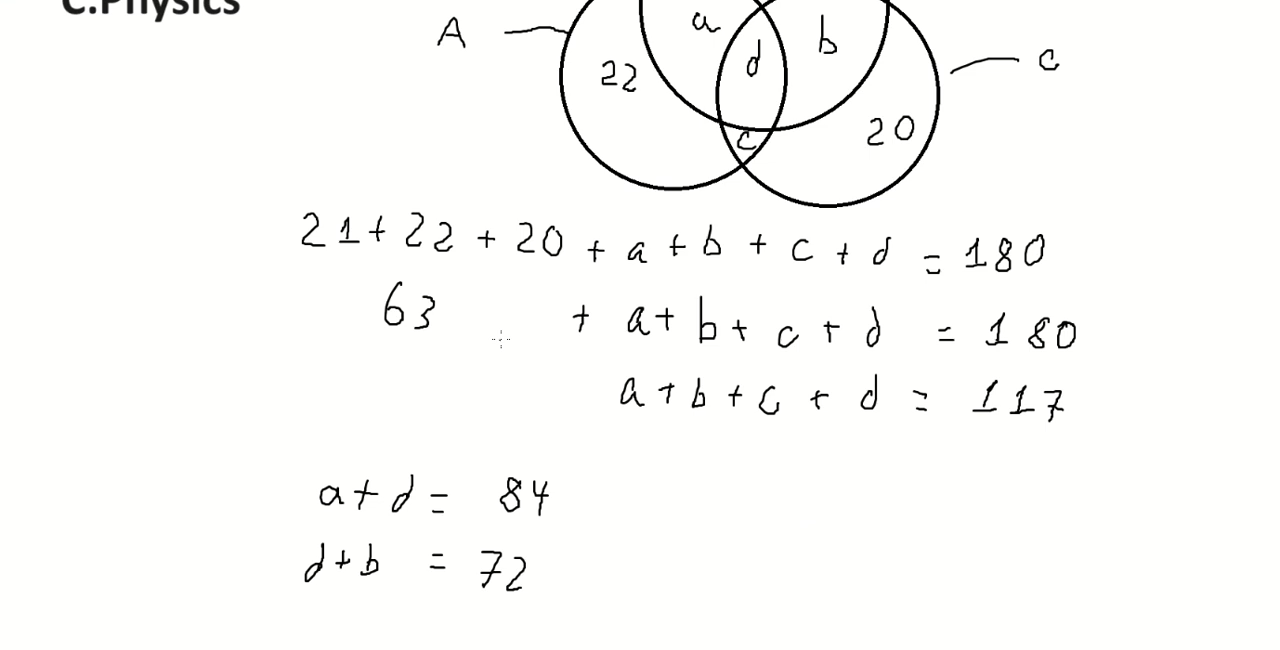 C.Physics
A
a
b
d
c
22
c
20
21+22+20+a+b+c+d=180
63 +a+b+c+d=180
a+b+c+d=117
a+d=84
d+b=72